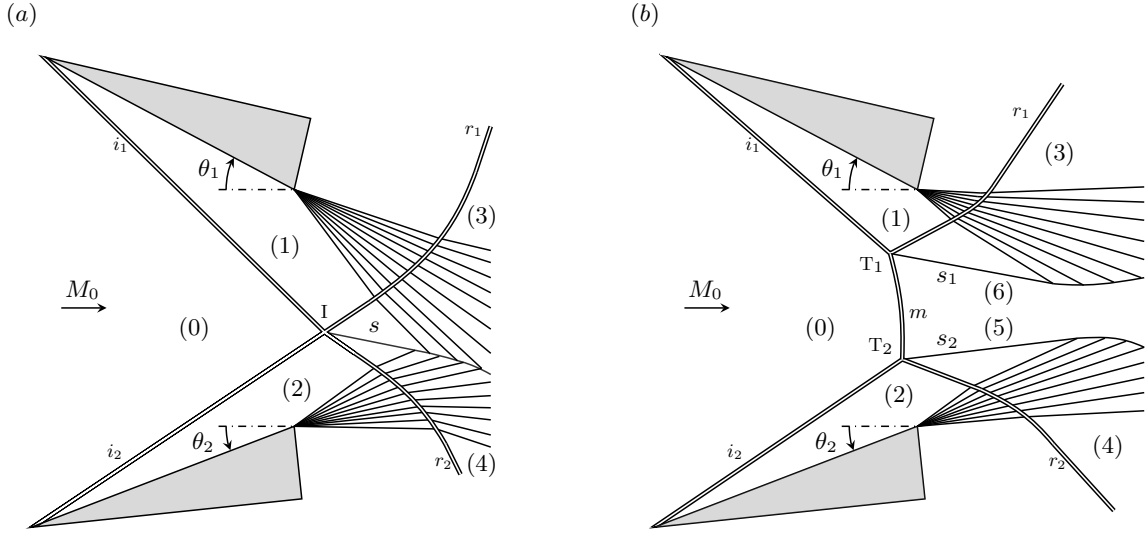 (a)
(b)
i₁
r₁
θ₁
(3)
(1)
M₀
I
(0)
s
(2)
i₂
θ₂
r₂
(4)
i₁
r₁
(3)
θ₁
(1)
T₁
s₁
(6)
M₀
(0)
m
(5)
T₂
s₂
(2)
i₂
θ₂
(4)
r₂